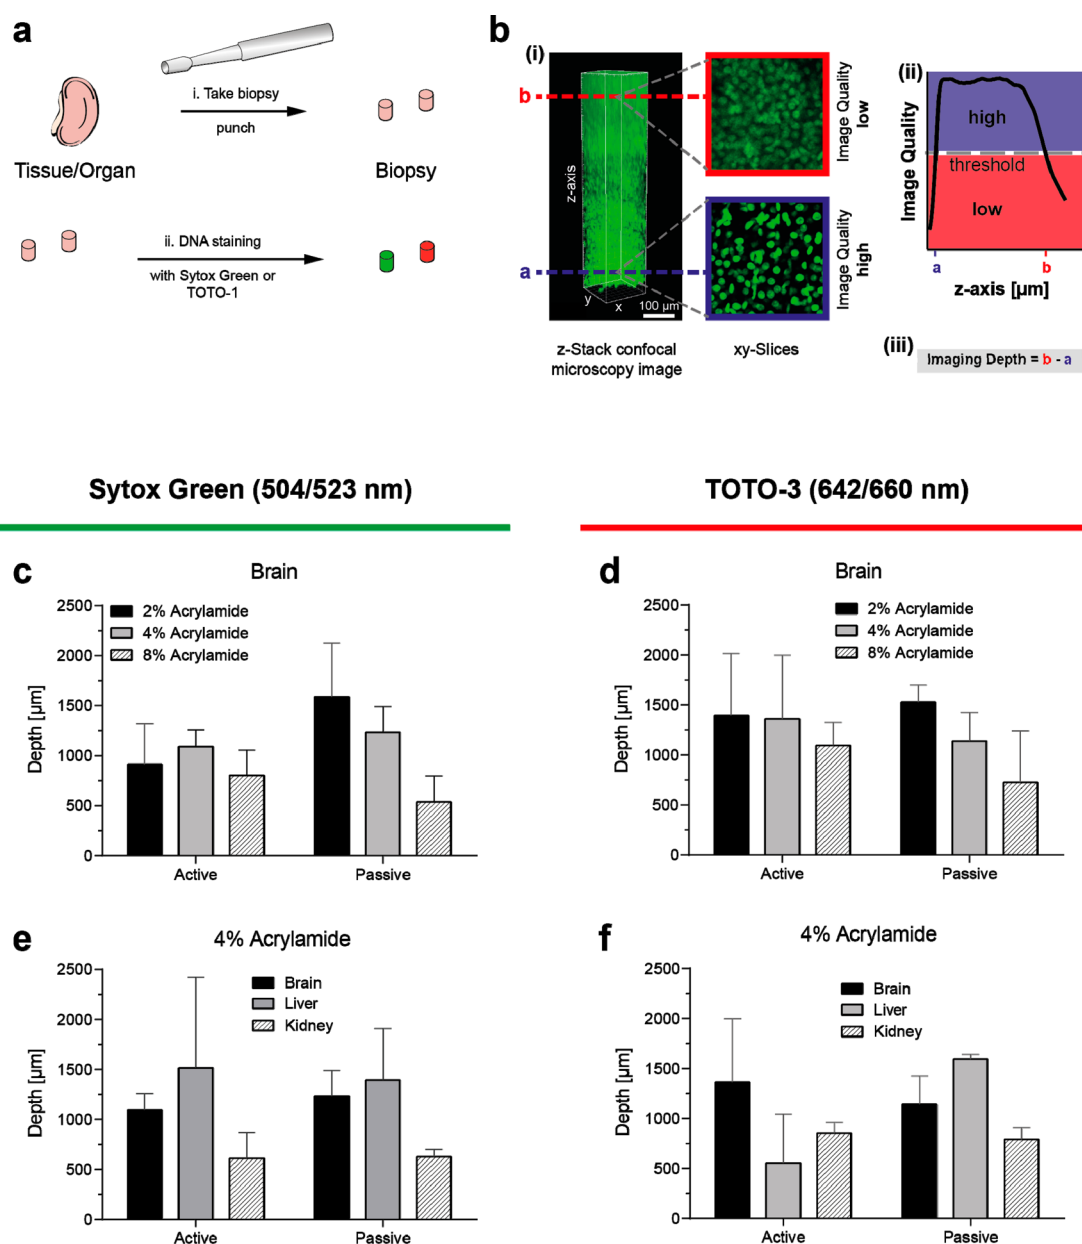 a
i. Take biopsy
punch
Tissue/Organ
Biopsy
ii. DNA staining
with Sytox Green or
TOTO-1
b
(i)
b
a
z-axis
y
x
100 µm
z-Stack confocal
microscopy image
Image Quality
low
Image Quality
high
xy-Slices
(ii)
Image Quality
high
threshold
low
a
b
z-axis [µm]
(iii)
Imaging Depth = b - a
Sytox Green (504/523 nm)
TOTO-3 (642/660 nm)
c
Brain
2% Acrylamide
4% Acrylamide
8% Acrylamide
Depth [µm]
2500
2000
1500
1000
500
0
Active
Passive
d
Brain
2% Acrylamide
4% Acrylamide
8% Acrylamide
Depth [µm]
2500
2000
1500
1000
500
0
Active
Passive
e
4% Acrylamide
Brain
Liver
Kidney
Depth [µm]
2500
2000
1500
1000
500
0
Active
Passive
f
4% Acrylamide
Brain
Liver
Kidney
Depth [µm]
2500
2000
1500
1000
500
0
Active
Passive